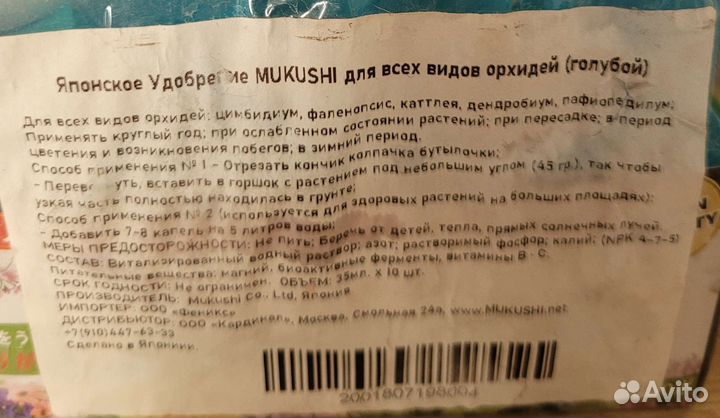 Японское Удобрение MUKUSHI для всех видов орхидей (голубой)
Для всех видов орхидей: цимбидиум, фаленопсис, каттлея, дендробиум, пафиопедилум;
Применять круглый год; при ослабленном состоянии растений; при пересадке; в период
цветения и возникновения побегов; в зимний период.
Способ применения №1 - Отрезать кончик колпачка бутылочки;
- Перев уть, вставить в горшок с растением под небольшим углом (45 гр.), так чтобы
узкая часть полностью находилась в грунте;
Способ применения № 2 (используется для здоровых растений на больших площадях):
- Добавить 7-8 капель на 5 литров воды;
МЕРЫ ПРЕДОСТОРОЖНОСТИ: Не пить; Беречь от детей, тепла, прямых солнечных лучей.
СОСТАВ: Витализированный водный раствор; азот; растворимый фосфор; калий; (NPK 4-7-5)
Питательные вещества: магний, биоактивные ферменты, витамины В - С.
СРОК ГОДНОСТИ: Не ограничен. ОБЪЕМ: 35мл. х 10 шт.
ПРОИЗВОДИТЕЛЬ: Mukushi Co., Ltd, Япония
ИМПОРТЕР: ООО «Феникс»
ДИСТРИБЬЮТОР: ООО «Кардинал», Москва, Смольная 24а, www.MUKUSHI.net
+7(910)447-63-33
Сделано в Японии.
2001807198004
Avito